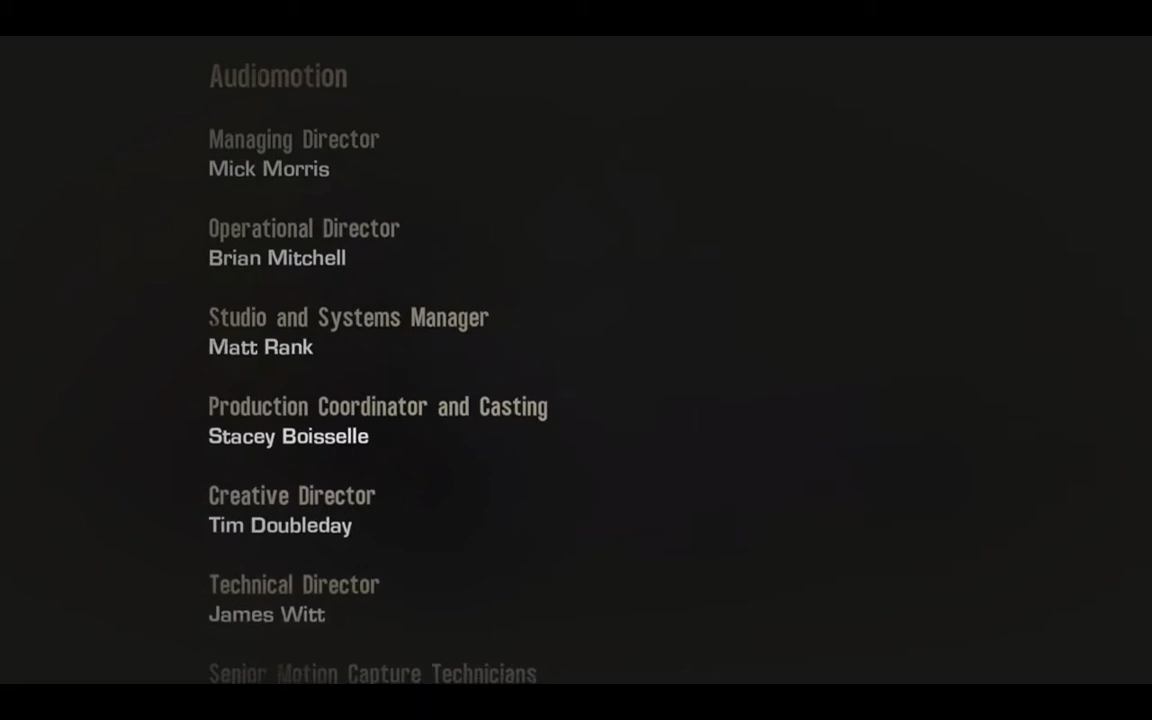 Audiomotion
Managing Director
Mick Morris
Operational Director
Brian Mitchell
Studio and Systems Manager
Matt Rank
Production Coordinator and Casting
Stacey Boisselle
Creative Director
Tim Doubleday
Technical Director
James Witt
Senior Motion Capture Technicians